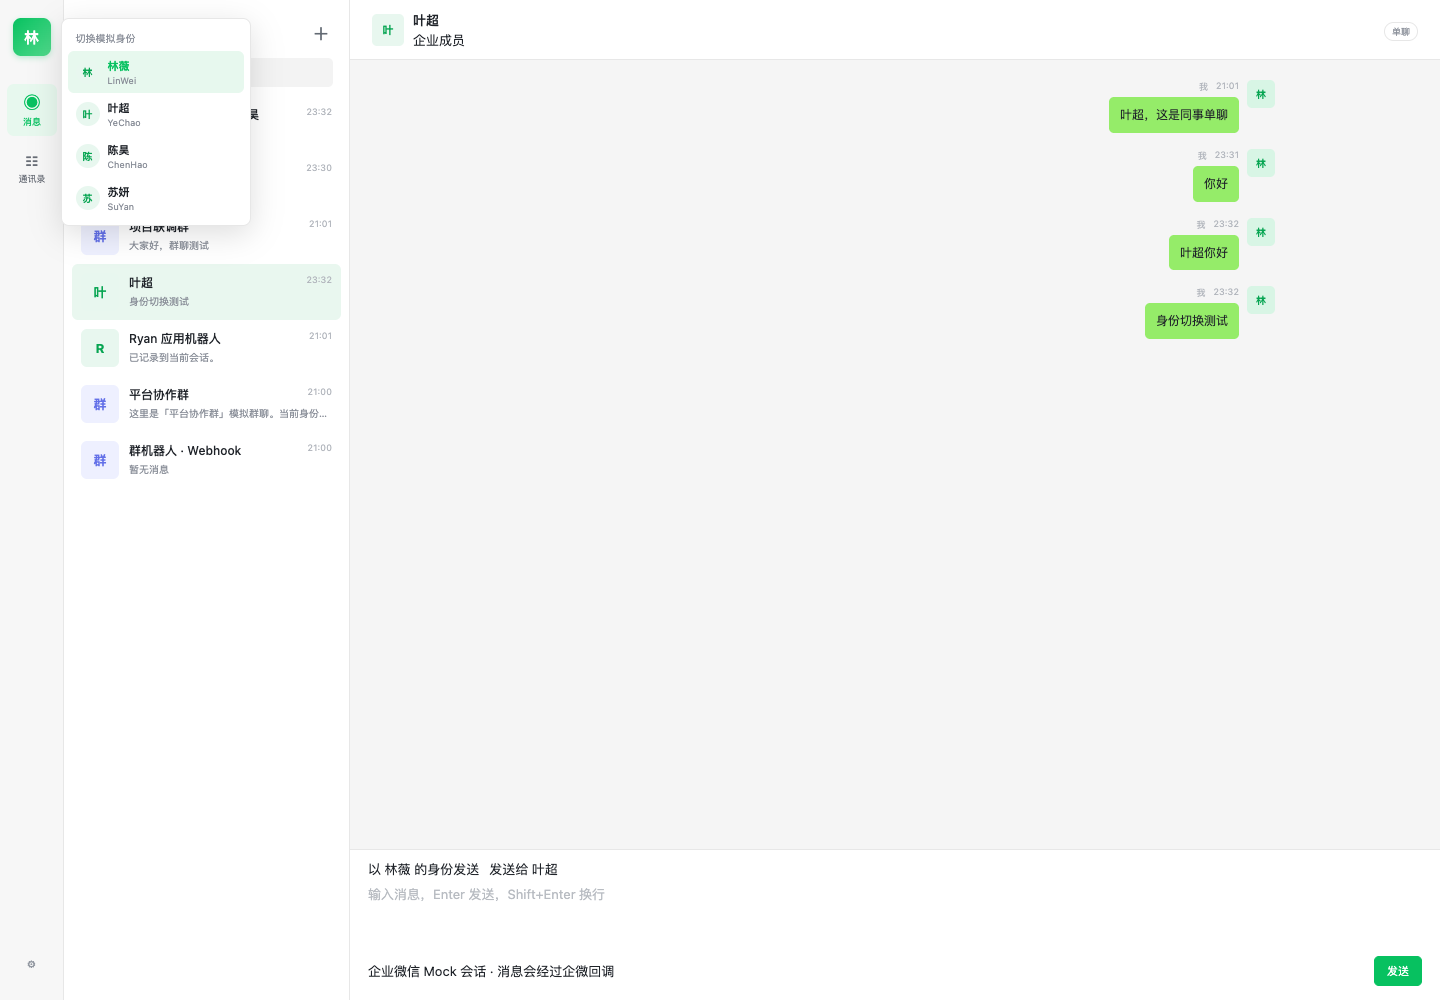 林
消息
通讯录
切换模拟身份
林
林薇
LinWei
叶
叶超
YeChao
陈
陈昊
ChenHao
苏
苏妍
SuYan
昊
23:32
23:30
群
项目联调群
21:01
大家好，群聊测试
叶
叶超
23:32
身份切换测试
R
Ryan 应用机器人
21:01
已记录到当前会话。
群
平台协作群
21:00
这里是「平台协作群」模拟群聊。当前身份...
群
群机器人 · Webhook
21:00
暂无消息
叶
叶超
企业成员
单聊
我 21:01
林
叶超，这是同事单聊
我 23:31
林
你好
我 23:32
林
叶超你好
我 23:32
林
身份切换测试
以 林薇 的身份发送 发送给 叶超
输入消息，Enter 发送，Shift+Enter 换行
企业微信 Mock 会话 · 消息会经过企微回调
发送